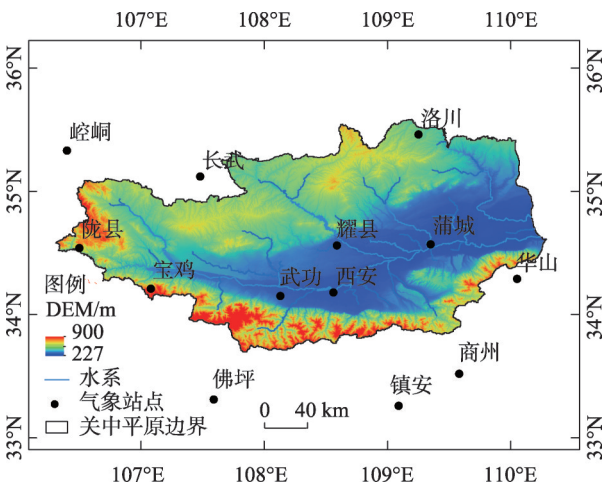 107°E 108°E 109°E 110°E
36°N
36°N
洛川
崆峒
长武
35°N
35°N
陇县
耀县
蒲城
宝鸡
武功
西安
华山
图例
DEM/m
900
227
34°N
34°N
水系
气象站点
关中平原边界
佛坪
0 40 km
镇安
商州
33°N
33°N
107°E 108°E 109°E 110°E